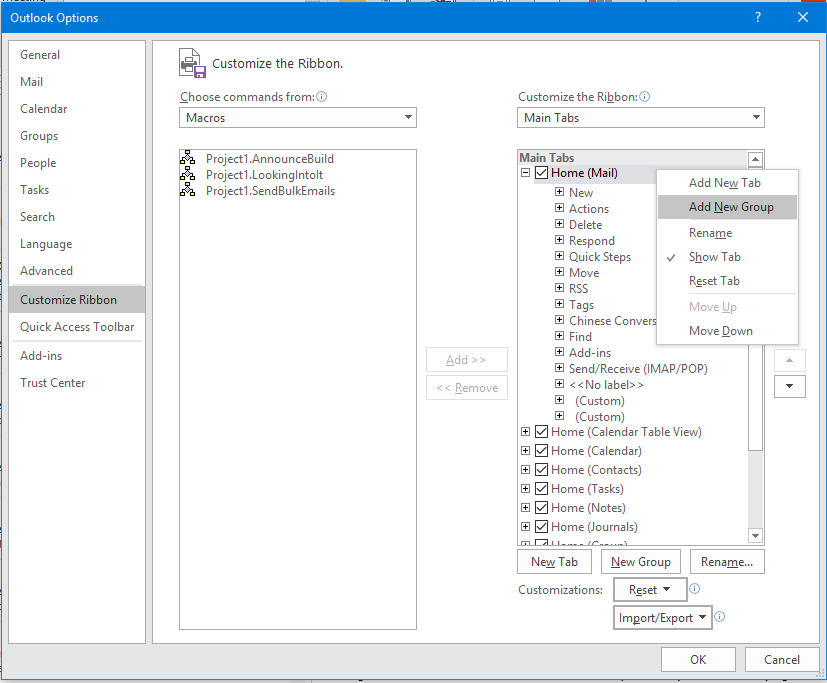 Outlook Options
?
General
Mail
Calendar
Groups
People
Tasks
Search
Language
Advanced
Customize Ribbon
Quick Access Toolbar
Add-ins
Trust Center
Customize the Ribbon.
Choose commands from:
Macros
Project1.AnnounceBuild
Project1.LookingIntoIt
Project1.SendBulkEmails
Add >>
<< Remove
Customize the Ribbon:
Main Tabs
Main Tabs
Home (Mail)
New
Actions
Delete
Respond
Quick Steps
Move
RSS
Tags
Chinese Convers
Find
Add-ins
Send/Receive (IMAP/POP)
<<No label>>
(Custom)
(Custom)
Home (Calendar Table View)
Home (Calendar)
Home (Contacts)
Home (Tasks)
Home (Notes)
Home (Journals)
Add New Tab
Add New Group
Rename
Show Tab
Reset Tab
Move Up
Move Down
New Tab
New Group
Rename...
Customizations:
Reset
Import/Export
OK
Cancel